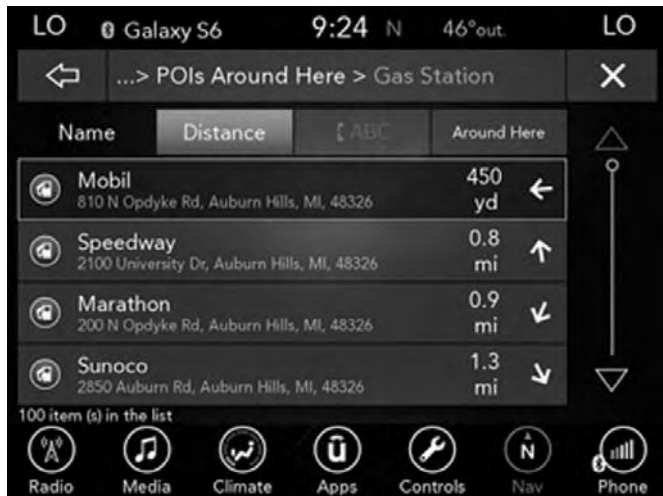 LO Galaxy S6 9:24 N 46°out. LO
...> POIs Around Here > Gas Station X
Name Distance ABC Around Here
Mobil 450
810 N Opdyke Rd, Auburn Hills, MI, 48326 yd
Speedway 0.8
2100 University Dr, Auburn Hills, MI, 48326 mi
Marathon 0.9
200 N Opdyke Rd, Auburn Hills, MI, 48326 mi
Sunoco 1.3
2850 Auburn Rd, Auburn Hills, MI, 48326 mi
100 item (s) in the list
ü N
Radio Media Climate Apps Controls Nav Phone